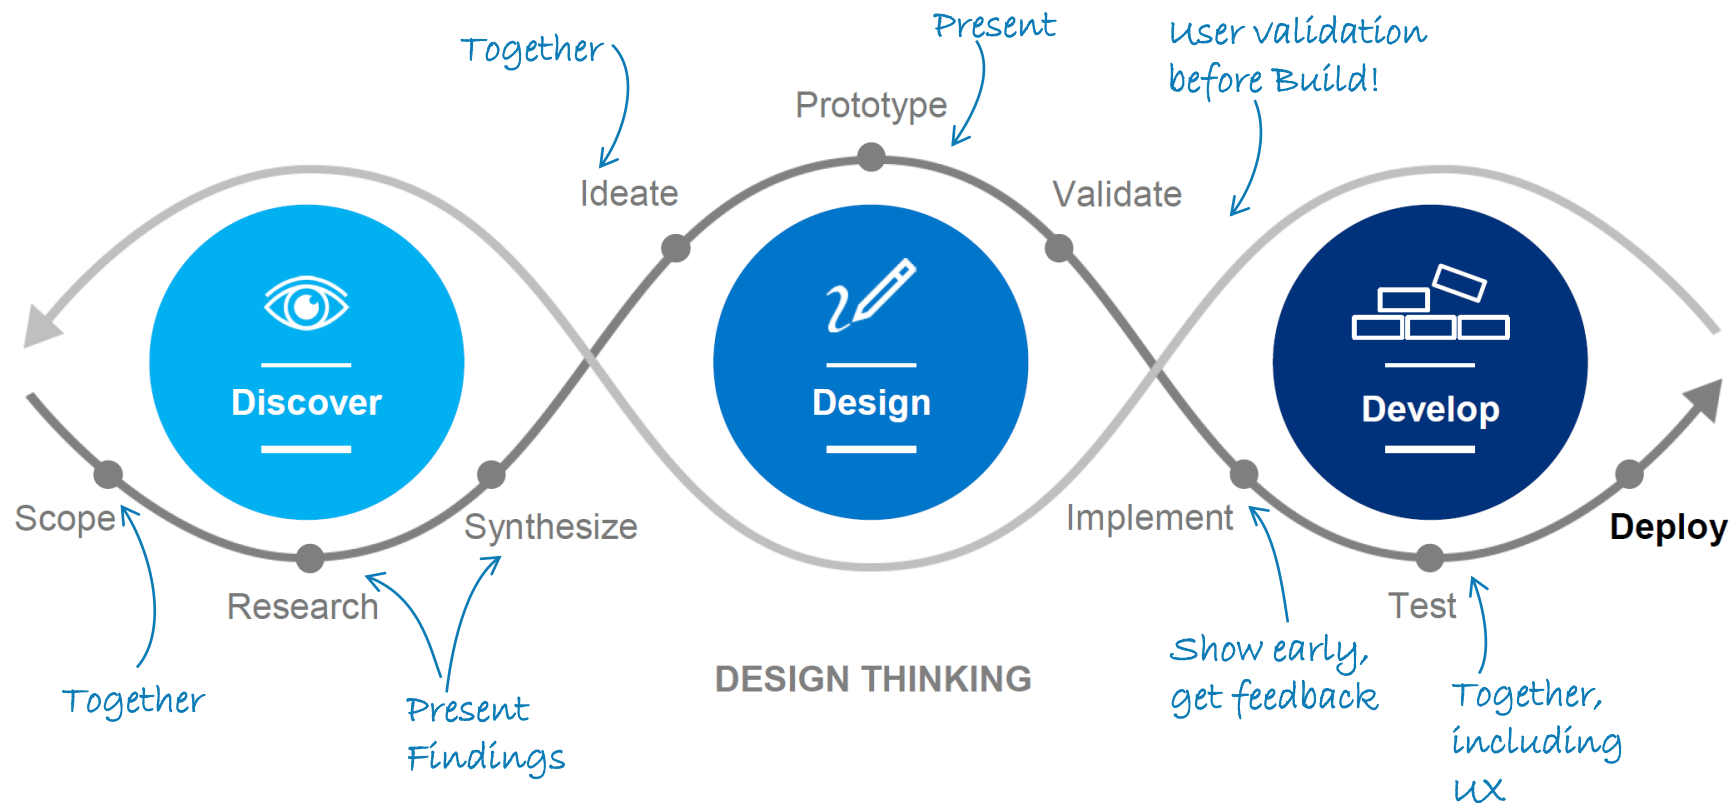 Together
Present
User validation
before Build!
Prototype
Ideate
Validate
Discover
Design
Develop
Scope
Synthesize
Implement
Deploy
Research
Test
Together
Present
Findings
DESIGN THINKING
Show early,
get feedback
Together,
including
UX